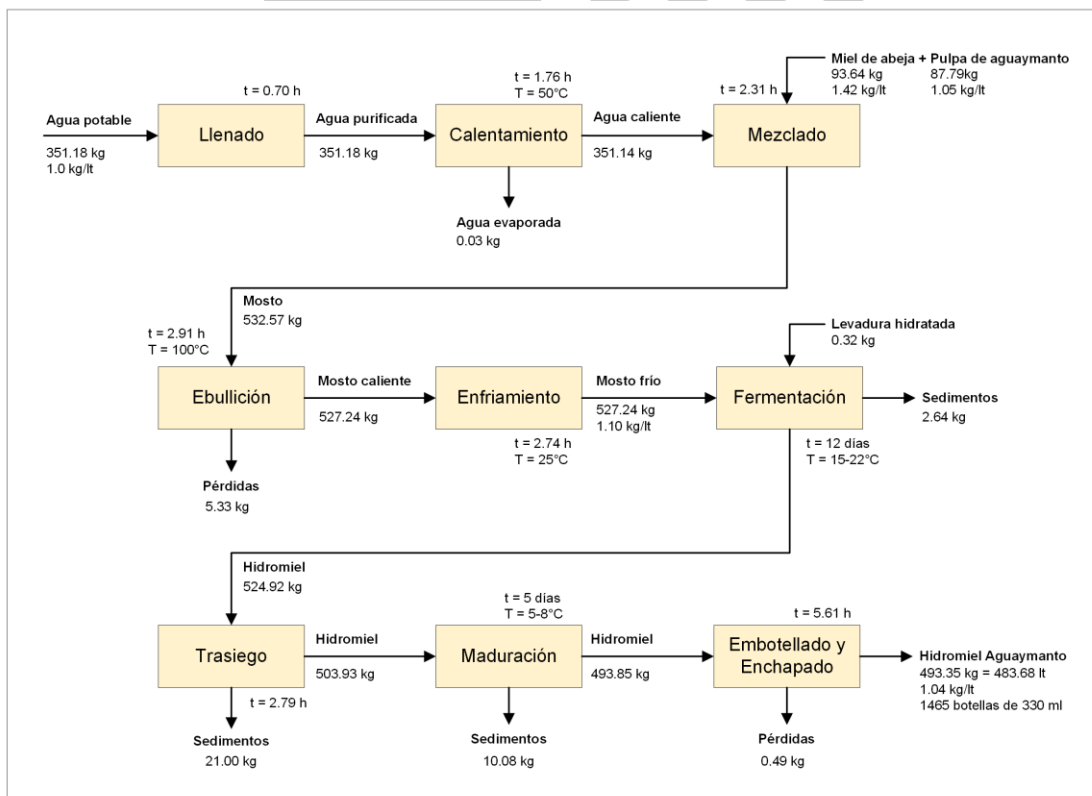 t = 0.70 h
Agua potable
351.18 kg
1.0 kg/lt
Llenado
Agua purificada
351.18 kg
t = 1.76 h
T = 50°C
Calentamiento
Agua evaporada
0.03 kg
Agua caliente
351.14 kg
t = 2.31 h
Miel de abeja + Pulpa de aguaymanto
93.64 kg 87.79kg
1.42 kg/lt 1.05 kg/lt
Mezclado
Mosto
532.57 kg
t = 2.91 h
T = 100°C
Ebullición
Pérdidas
5.33 kg
Mosto caliente
527.24 kg
Enfriamiento
t = 2.74 h
T = 25°C
Mosto frío
527.24 kg
1.10 kg/lt
Levadura hidratada
0.32 kg
Fermentación
t = 12 días
T = 15-22°C
Sedimentos
2.64 kg
Hidromiel
524.92 kg
Trasiego
t = 2.79 h
Sedimentos
21.00 kg
Hidromiel
503.93 kg
t = 5 días
T = 5-8°C
Maduración
Sedimentos
10.08 kg
Hidromiel
493.85 kg
t = 5.61 h
Embotellado y
Enchapado
Pérdidas
0.49 kg
Hidromiel Aguaymanto
493.35 kg = 483.68 lt
1.04 kg/lt
1465 botellas de 330 ml